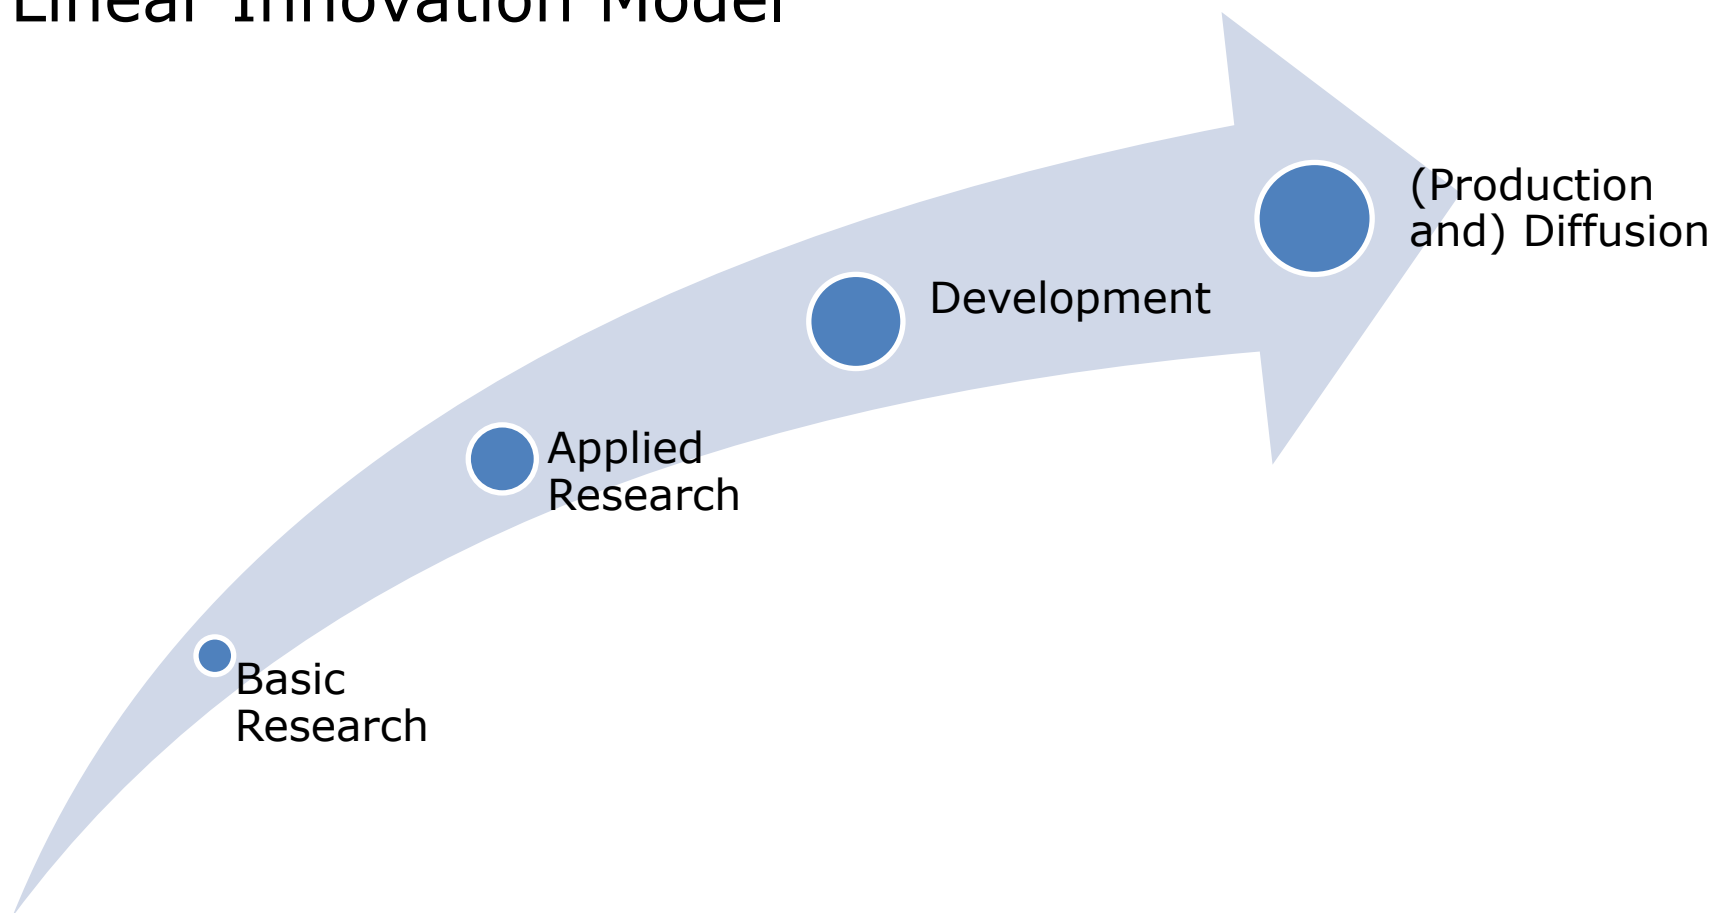 Linear Innovation Model
(Production
and) Diffusion
Development
Applied
Research
Basic
Research